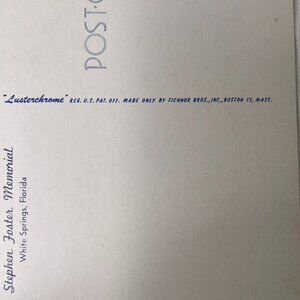 POST-C
"Lusterchrome" REG. U.S. PAT. OFF. MADE ONLY BY TICHNOR BROS., INC., BOSTON 15, MASS.
Stephen Foster Memorial
White Springs, Florida